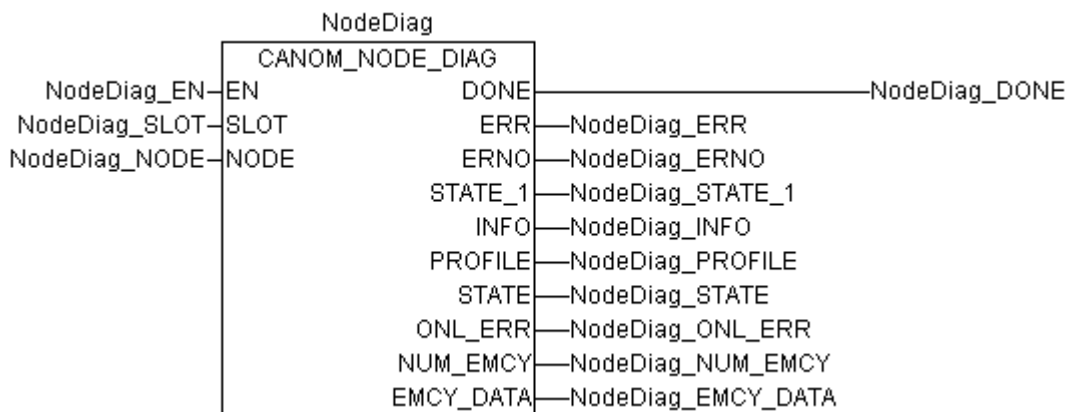 NodeDiag
CANOM_NODE_DIAG
NodeDiag_EN EN DONE NodeDiag_DONE
NodeDiag_SLOT SLOT ERR NodeDiag_ERR
NodeDiag_NODE NODE ERNO NodeDiag_ERNO
STATE_1 NodeDiag_STATE_1
INFO NodeDiag_INFO
PROFILE NodeDiag_PROFILE
STATE NodeDiag_STATE
ONL_ERR NodeDiag_ONL_ERR
NUM_EMCY NodeDiag_NUM_EMCY
EMCY_DATA NodeDiag_EMCY_DATA